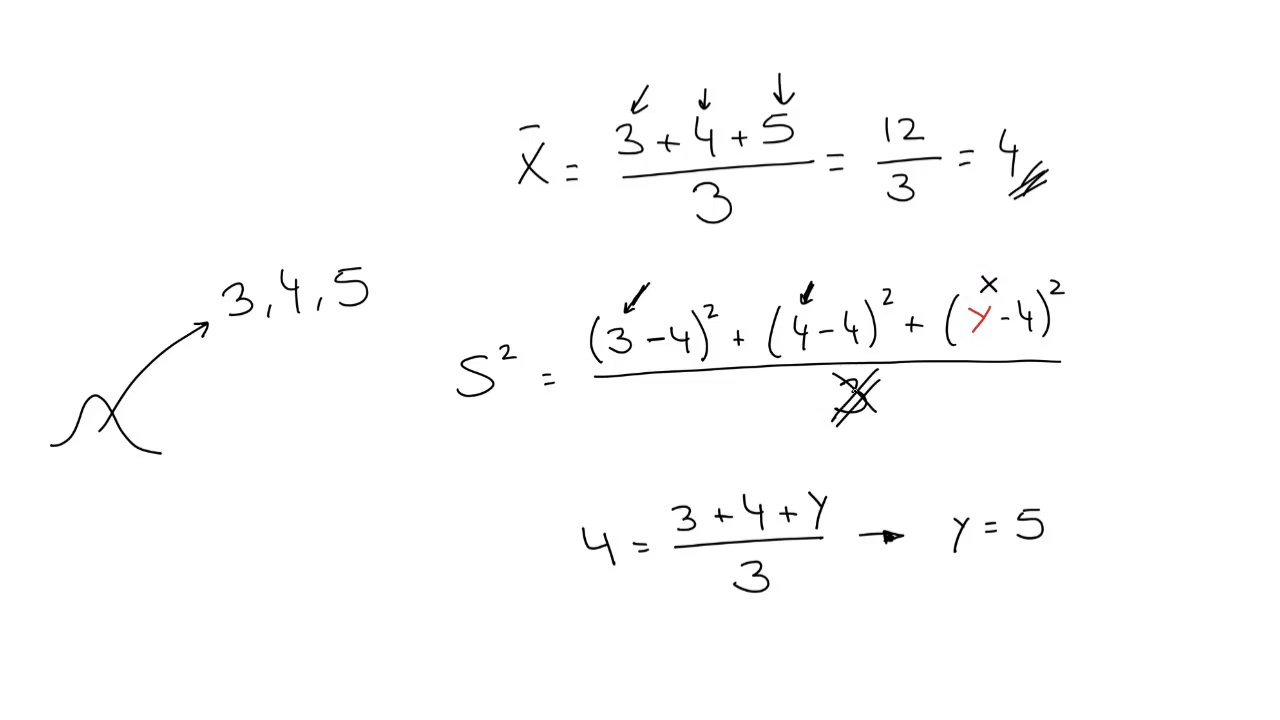 X̄ = (3 + 4 + 5)/3 = 12/3 = 4
3, 4, 5
S² = ((3 - 4)² + (4 - 4)² + (y - 4)²)/3
x
4 = (3 + 4 + y)/3 → y = 5